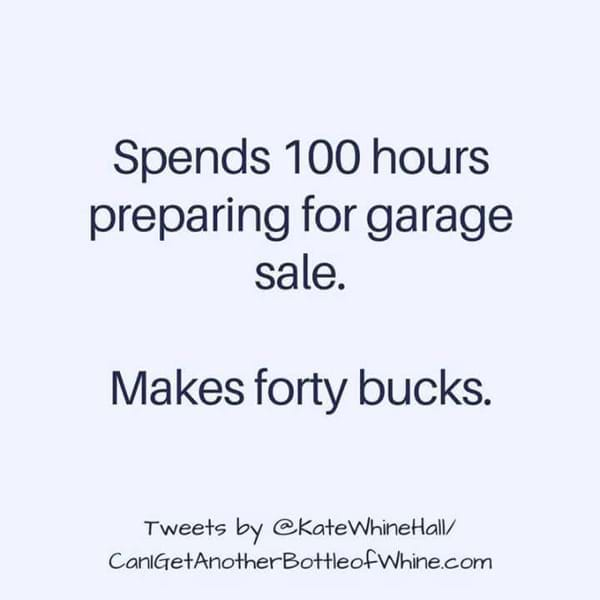 Spends 100 hours
preparing for garage
sale.
Makes forty bucks.
Tweets by @KateWhineHall/
CanIGetAnotherBottleofWhine.com